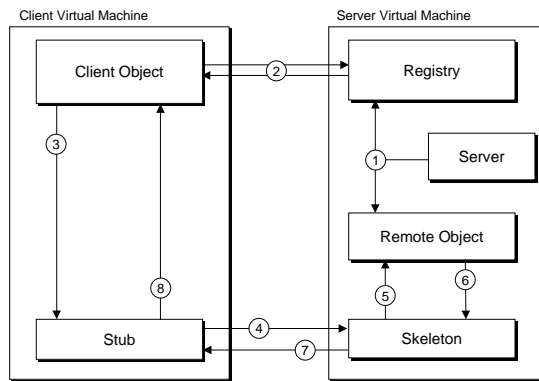 Client Virtual Machine
Server Virtual Machine
Client Object
2
Registry
3
1
Server
Remote Object
8
5
6
Stub
4
7
Skeleton